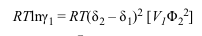 RTlnγ₁ = RT(δ₂ − δ₁)² [V₁Φ₂²]